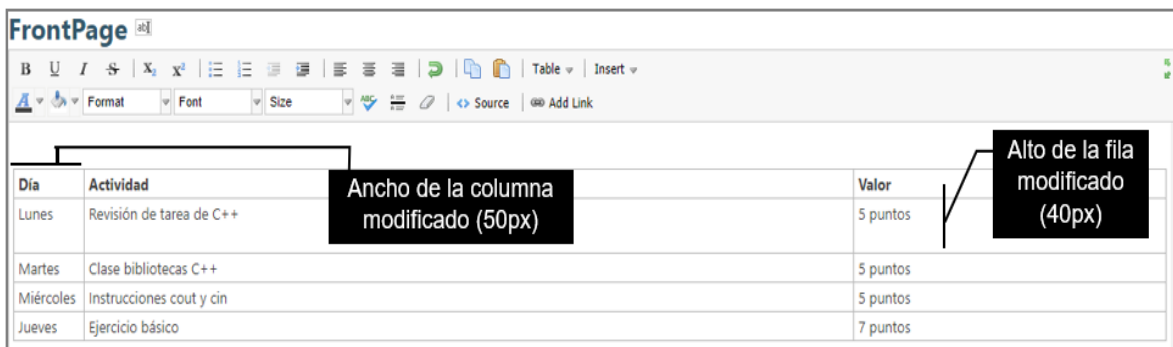 FrontPage ab
B U I S X₂ x² Table Insert
A Format Font Size ABC Source Add Link
Ancho de la columna
modificado (50px)
Alto de la fila
modificado
(40px)
Día Actividad Valor
Lunes Revisión de tarea de C++ 5 puntos
Martes Clase bibliotecas C++ 5 puntos
Miércoles Instrucciones cout y cin 5 puntos
Jueves Ejercicio básico 7 puntos